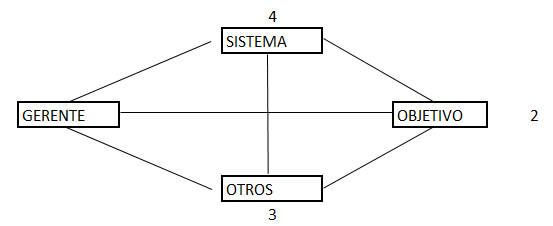 4
SISTEMA
GERENTE
OBJETIVO
2
OTROS
3